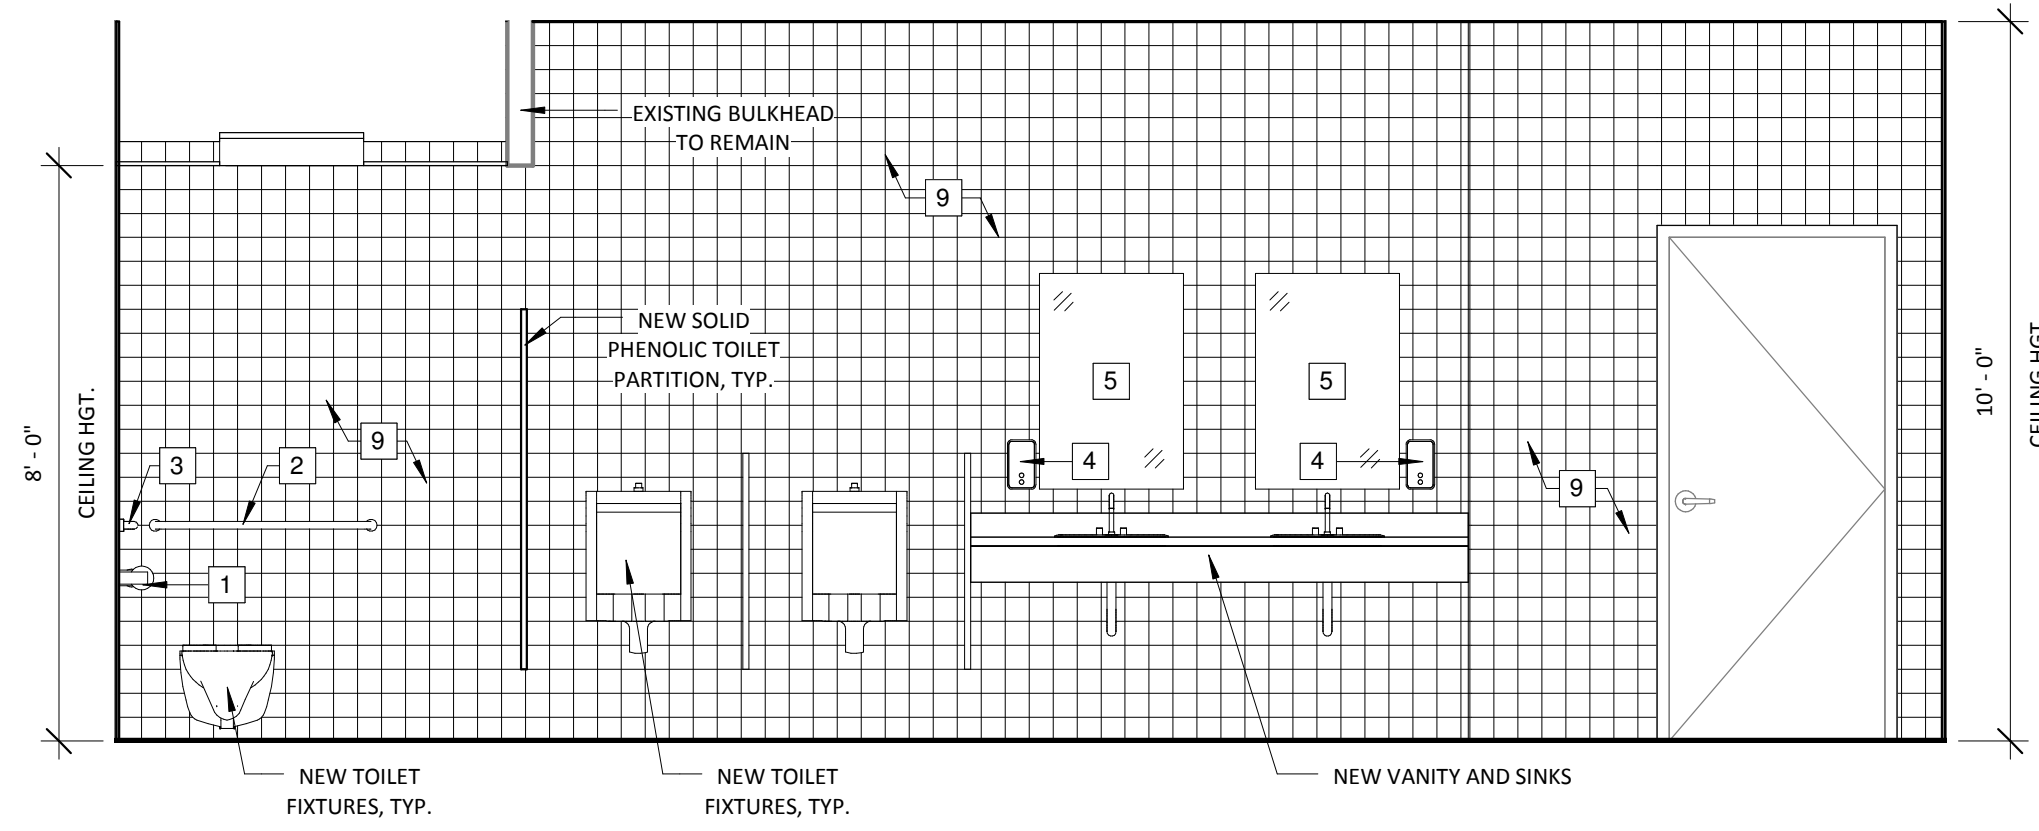 EXISTING BULKHEAD
TO REMAIN
9
NEW SOLID
PHENOLIC TOILET
PARTITION, TYP.
5
5
8' - 0"
CEILING HGT.
10' - 0"
CEILING HGT.
9
3
2
4
4
9
1
NEW TOILET
FIXTURES, TYP.
NEW TOILET
FIXTURES, TYP.
NEW VANITY AND SINKS